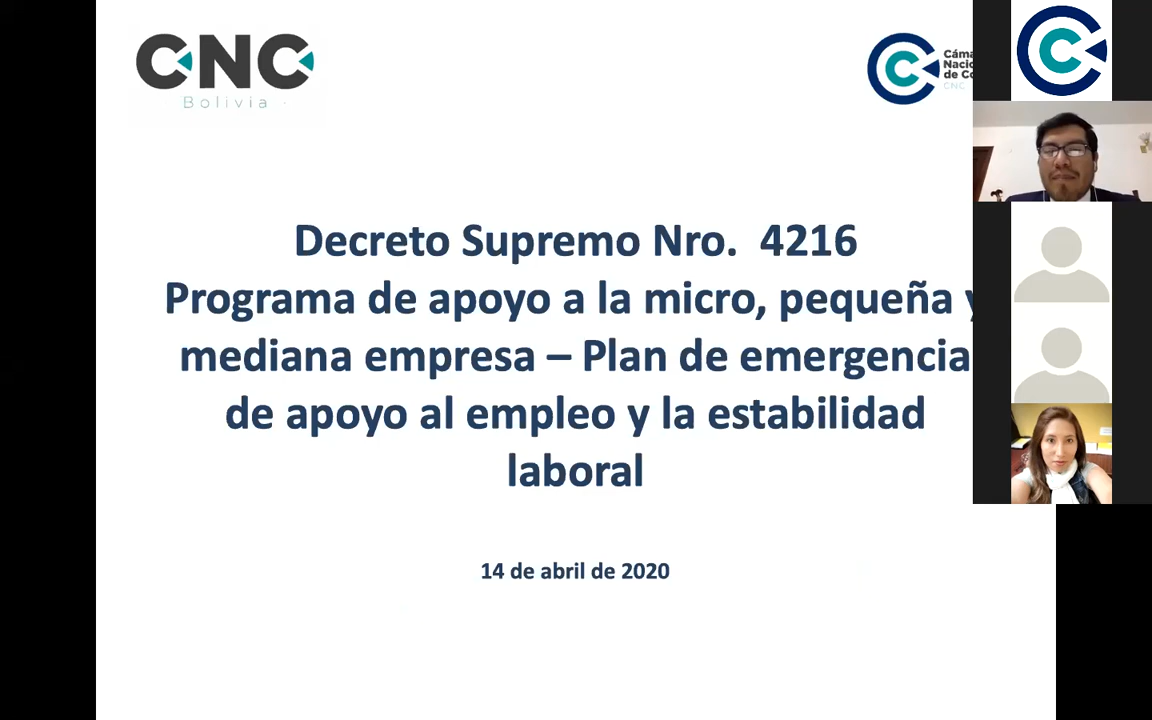 CNC
Bolivia
CNC
Decreto Supremo Nro. 4216
Programa de apoyo a la micro, pequeña y
mediana empresa – Plan de emergencia
de apoyo al empleo y la estabilidad
laboral
14 de abril de 2020